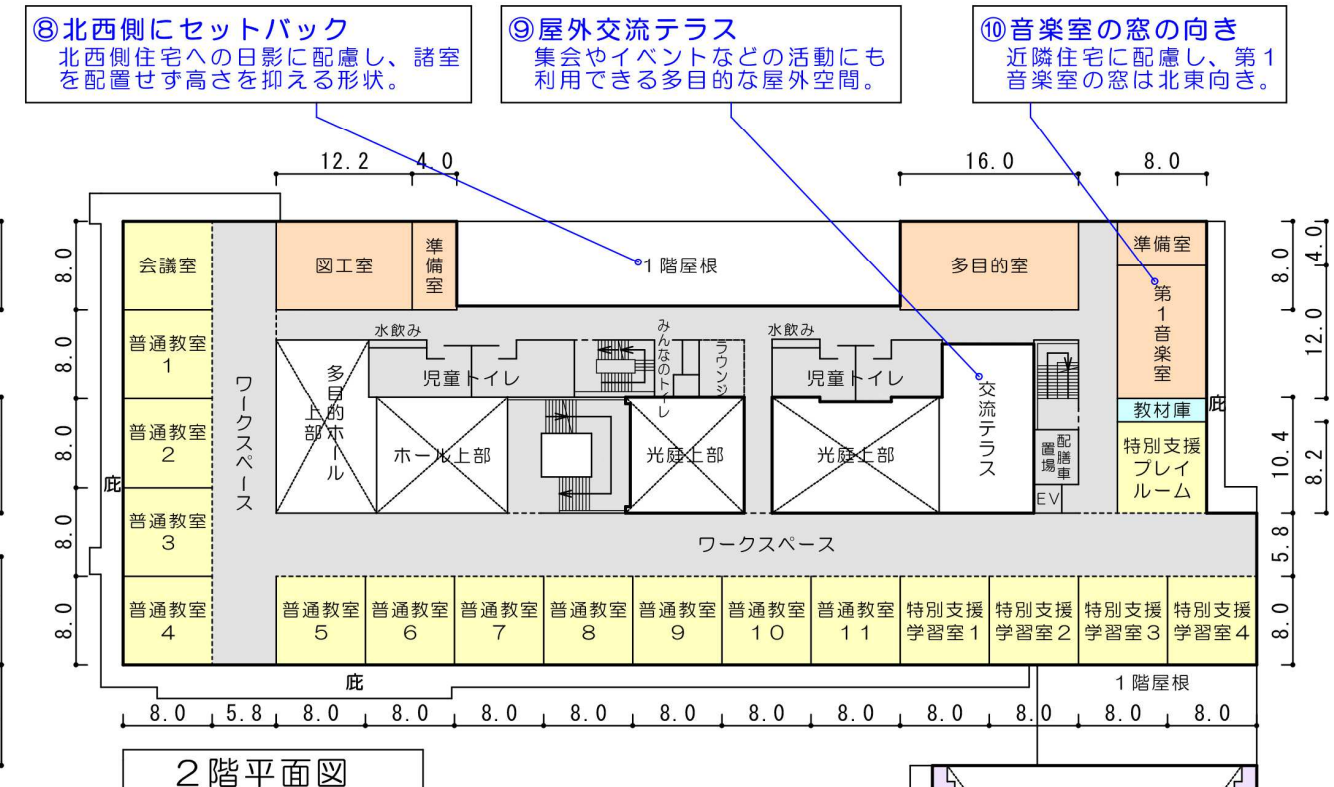 ⑧北西側にセットバック
北西側住宅への日影に配慮し、諸室
を配置せず高さを抑える形状。
⑨屋外交流テラス
集会やイベントなどの活動にも
利用できる多目的な屋外空間。
⑩音楽室の窓の向き
近隣住宅に配慮し、第1
音楽室の窓は北東向き。
12.2
4.0
16.0
8.0
8.0
8.0
8.0
8.0
8.0
会議室
図工室
準備室
1階屋根
多目的室
準備室
第1音楽室
8.0
4.0
12.0
普通教室
1
水飲み
児童トイレ
みんなのトイレ
ラウンジ
水飲み
児童トイレ
ワークスペース
多目的ホール
上部
ホール上部
光庭上部
光庭上部
交流テラス
配膳車
置場
EV
教材庫
特別支援
プレイ
ルーム
庇
10.4
8.2
普通教室
2
庇
普通教室
3
ワークスペース
5.8
普通教室
4
普通教室
5
普通教室
6
普通教室
7
普通教室
8
普通教室
9
普通教室
10
普通教室
11
特別支援
学習室1
特別支援
学習室2
特別支援
学習室3
特別支援
学習室4
8.0
庇
1階屋根
8.0
5.8
8.0
8.0
8.0
8.0
8.0
8.0
8.0
8.0
8.0
8.0
8.0
2階平面図